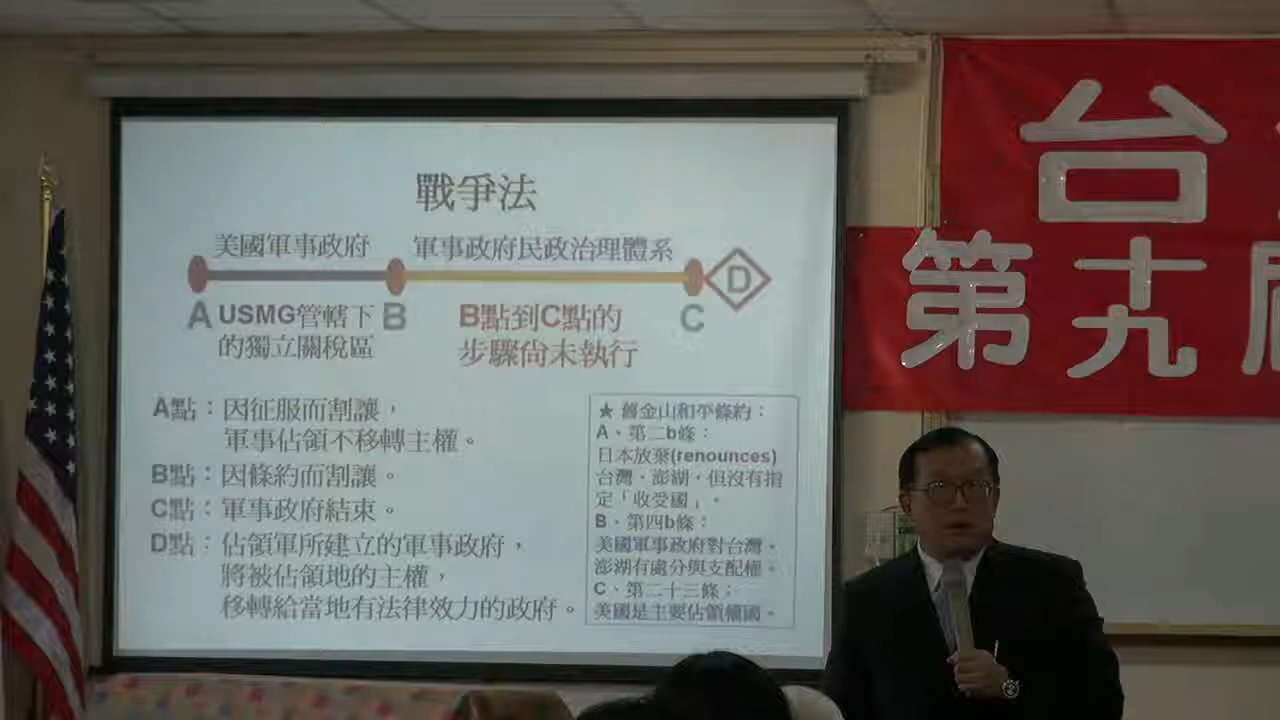 戰爭法
美國軍事政府
軍事政府民政治理體系
D
A
USMG管轄下
的獨立關稅區
B
B點到C點的
步驟尚未執行
C
A點：因征服而割讓，
軍事佔領不移轉主權。
B點：因條約而割讓。
C點：軍事政府結束。
D點：佔領軍所建立的軍事政府，
將被佔領地的主權，
移轉給當地有法律效力的政府。
★ 舊金山和平條約：
A、第二b條：
日本放棄(renounces)
台灣、澎湖，但沒有指
定「收受國」。
B、第四b條：
美國軍事政府對台灣、
澎湖有處分與支配權。
C、第二十三條；
美國是主要佔領權國。
台
第十九屆